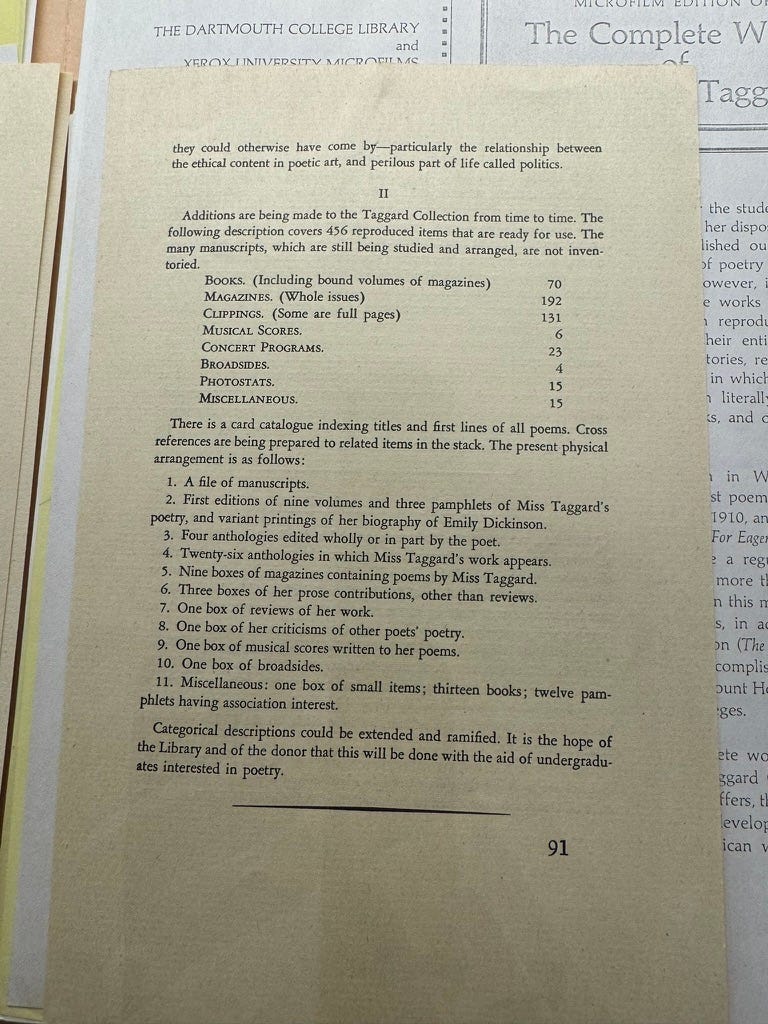 THE DARTMOUTH COLLEGE LIBRARY
and
XEROX UNIVERSITY MICROFILMS
MICROFILM EDITION OF
The Complete W
of
Tagg
they could otherwise have come by—particularly the relationship between
the ethical content in poetic art, and perilous part of life called politics.
II
Additions are being made to the Taggard Collection from time to time. The
following description covers 456 reproduced items that are ready for use. The
many manuscripts, which are still being studied and arranged, are not inven-
toried.
BOOKS. (Including bound volumes of magazines) 70
MAGAZINES. (Whole issues) 192
CLIPPINGS. (Some are full pages) 131
MUSICAL SCORES. 6
CONCERT PROGRAMS. 23
BROADSIDES. 4
PHOTOSTATS. 15
MISCELLANEOUS. 15
There is a card catalogue indexing titles and first lines of all poems. Cross
references are being prepared to related items in the stack. The present physical
arrangement is as follows:
1. A file of manuscripts.
2. First editions of nine volumes and three pamphlets of Miss Taggard's
poetry, and variant printings of her biography of Emily Dickinson.
3. Four anthologies edited wholly or in part by the poet.
4. Twenty-six anthologies in which Miss Taggard's work appears.
5. Nine boxes of magazines containing poems by Miss Taggard.
6. Three boxes of her prose contributions, other than reviews.
7. One box of reviews of her work.
8. One box of her criticisms of other poets' poetry.
9. One box of musical scores written to her poems.
10. One box of broadsides.
11. Miscellaneous: one box of small items; thirteen books; twelve pam-
phlets having association interest.
Categorical descriptions could be extended and ramified. It is the hope of
the Library and of the donor that this will be done with the aid of undergradu-
ates interested in poetry.
91
the stude
her dispo
lished ou
of poetry
owever, i
e works
reprodu
heir enti
tories, re
in which
literally
ks, and c
in W
st poem
1910, an
For Eager
e a regu
more th
n this m
s, in ac
on (The
complis
ount Ho
ges.
ete wo
ggard
ffers, th
evelop
ican w